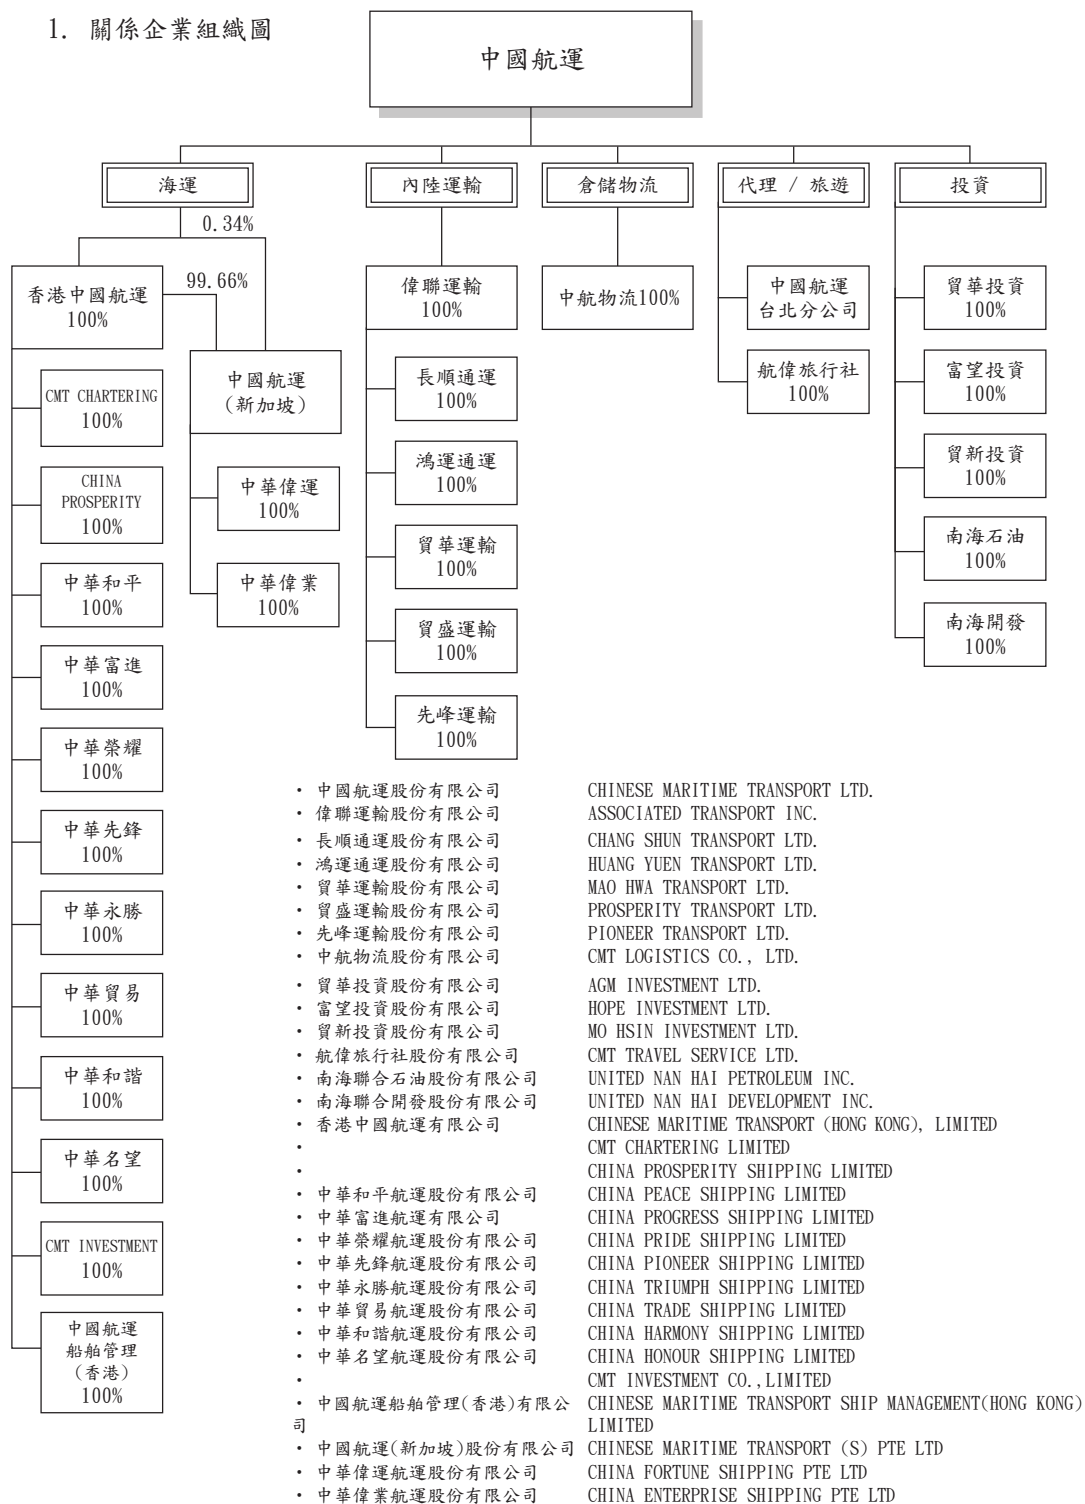 1. 關係企業組織圖
中國航運
海運
內陸運輸
倉儲物流
代理 / 旅遊
投資
0.34%
99.66%
香港中國航運
100%
中國航運
(新加坡)
CMT CHARTERING
100%
CHINA
PROSPERITY
100%
中華和平
100%
中華富進
100%
中華榮耀
100%
中華先鋒
100%
中華永勝
100%
中華貿易
100%
中華和諧
100%
中華名望
100%
CMT INVESTMENT
100%
中國航運
船舶管理
(香港)
100%
中華偉運
100%
中華偉業
100%
偉聯運輸
100%
長順通運
100%
鴻運通運
100%
貿華運輸
100%
貿盛運輸
100%
先峰運輸
100%
中航物流100%
中國航運
台北分公司
航偉旅行社
100%
貿華投資
100%
富望投資
100%
貿新投資
100%
南海石油
100%
南海開發
100%
• 中國航運股份有限公司 CHINESE MARITIME TRANSPORT LTD.
• 偉聯運輸股份有限公司 ASSOCIATED TRANSPORT INC.
• 長順通運股份有限公司 CHANG SHUN TRANSPORT LTD.
• 鴻運通運股份有限公司 HUANG YUEN TRANSPORT LTD.
• 貿華運輸股份有限公司 MAO HWA TRANSPORT LTD.
• 貿盛運輸股份有限公司 PROSPERITY TRANSPORT LTD.
• 先峰運輸股份有限公司 PIONEER TRANSPORT LTD.
• 中航物流股份有限公司 CMT LOGISTICS CO., LTD.
• 貿華投資股份有限公司 AGM INVESTMENT LTD.
• 富望投資股份有限公司 HOPE INVESTMENT LTD.
• 貿新投資股份有限公司 MO HSIN INVESTMENT LTD.
• 航偉旅行社股份有限公司 CMT TRAVEL SERVICE LTD.
• 南海聯合石油股份有限公司 UNITED NAN HAI PETROLEUM INC.
• 南海聯合開發股份有限公司 UNITED NAN HAI DEVELOPMENT INC.
• 香港中國航運有限公司 CHINESE MARITIME TRANSPORT (HONG KONG), LIMITED
• CMT CHARTERING LIMITED
• CHINA PROSPERITY SHIPPING LIMITED
• 中華和平航運股份有限公司 CHINA PEACE SHIPPING LIMITED
• 中華富進航運有限公司 CHINA PROGRESS SHIPPING LIMITED
• 中華榮耀航運股份有限公司 CHINA PRIDE SHIPPING LIMITED
• 中華先鋒航運股份有限公司 CHINA PIONEER SHIPPING LIMITED
• 中華永勝航運股份有限公司 CHINA TRIUMPH SHIPPING LIMITED
• 中華貿易航運股份有限公司 CHINA TRADE SHIPPING LIMITED
• 中華和諧航運股份有限公司 CHINA HARMONY SHIPPING LIMITED
• 中華名望航運股份有限公司 CHINA HONOUR SHIPPING LIMITED
• CMT INVESTMENT CO.,LIMITED
• 中國航運船舶管理(香港)有限公 CHINESE MARITIME TRANSPORT SHIP MANAGEMENT(HONG KONG)
司 LIMITED
• 中國航運(新加坡)股份有限公司 CHINESE MARITIME TRANSPORT (S) PTE LTD
• 中華偉運航運股份有限公司 CHINA FORTUNE SHIPPING PTE LTD
• 中華偉業航運股份有限公司 CHINA ENTERPRISE SHIPPING PTE LTD